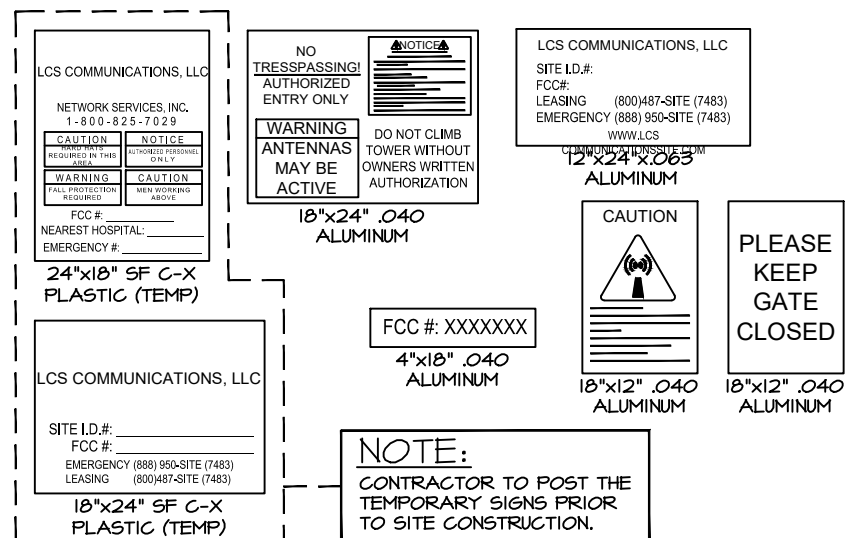 LCS COMMUNICATIONS, LLC
NETWORK SERVICES, INC.
1-800-825-7029
CAUTION
HARD HATS
REQUIRED IN THIS
AREA
NOTICE
AUTHORIZED PERSONNEL
ONLY
WARNING
FALL PROTECTION
REQUIRED
CAUTION
MEN WORKING
ABOVE
FCC #:
NEAREST HOSPITAL:
EMERGENCY #:
24"x18" SF C-X
PLASTIC (TEMP)
NO
TRESSPASSING!
AUTHORIZED
ENTRY ONLY
NOTICE
WARNING
ANTENNAS
MAY BE
ACTIVE
DO NOT CLIMB
TOWER WITHOUT
OWNERS WRITTEN
AUTHORIZATION
18"x24" .040
ALUMINUM
LCS COMMUNICATIONS, LLC
SITE I.D.#:
FCC#:
LEASING (800)487-SITE (7483)
EMERGENCY (888) 950-SITE (7483)
WWW.LCS
COMMUNICATIONSSITE.COM
12"x24"x.063
ALUMINUM
CAUTION
18"x12" .040
ALUMINUM
PLEASE
KEEP
GATE
CLOSED
18"x12" .040
ALUMINUM
FCC #: XXXXXXX
4"x18" .040
ALUMINUM
LCS COMMUNICATIONS, LLC
SITE I.D.#:
FCC #:
EMERGENCY (888) 950-SITE (7483)
LEASING (800)487-SITE (7483)
18"x24" SF C-X
PLASTIC (TEMP)
NOTE:
CONTRACTOR TO POST THE
TEMPORARY SIGNS PRIOR
TO SITE CONSTRUCTION.